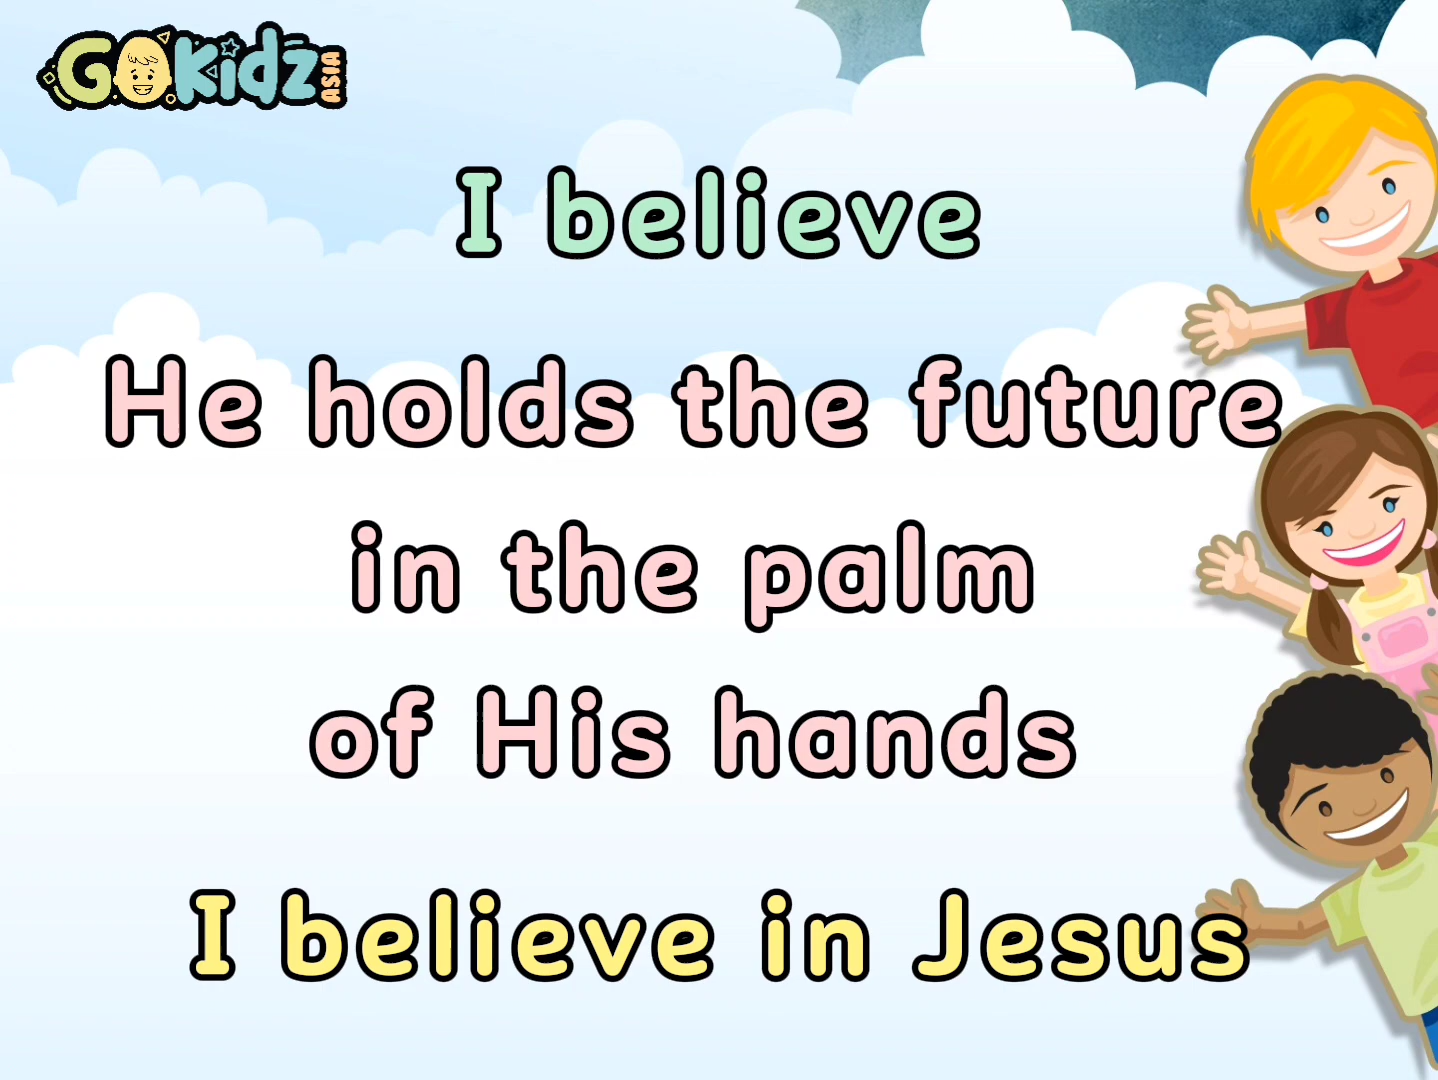 GOKidz ASIA
I believe
He holds the future
in the palm
of His hands
I believe in Jesus